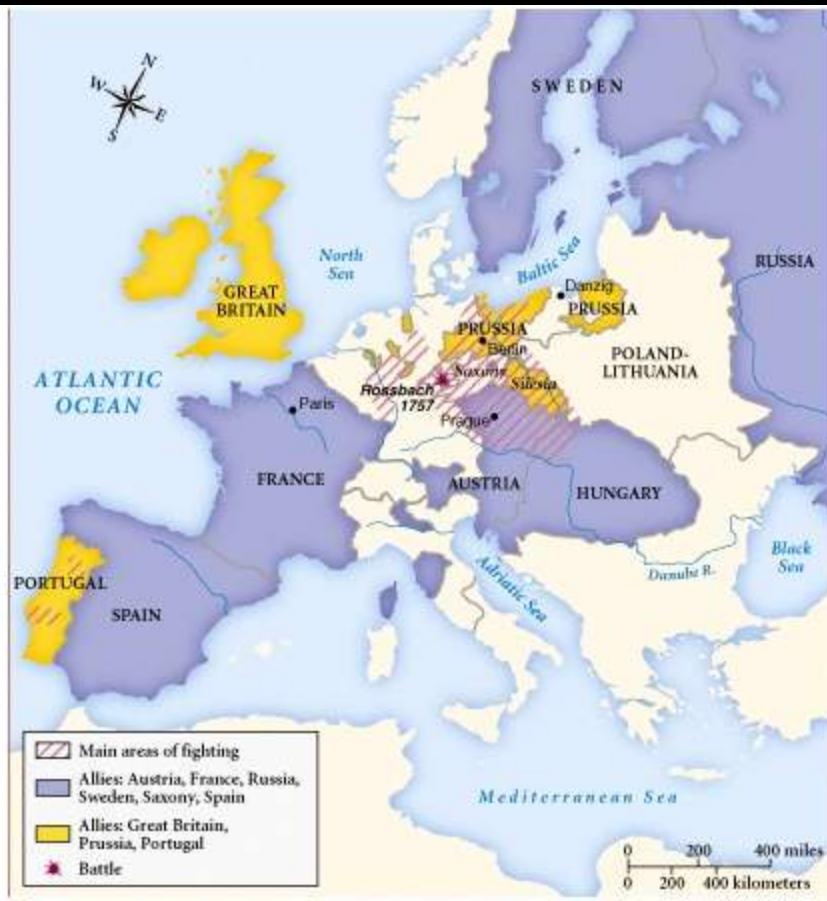 N
W
E
S
SWEDEN
North
Sea
Baltic Sea
RUSSIA
GREAT
BRITAIN
Danzig
PRUSSIA
PRUSSIA
Berlin
POLAND-
LITHUANIA
ATLANTIC
OCEAN
Saxony
Silesia
Rossbach
1757
Paris
Prague
FRANCE
AUSTRIA
HUNGARY
Black
Sea
Danube R.
Adriatic Sea
PORTUGAL
SPAIN
Mediterranean Sea
Main areas of fighting
Allies: Austria, France, Russia,
Sweden, Saxony, Spain
Allies: Great Britain,
Prussia, Portugal
Battle
0 200 400 miles
0 200 400 kilometers